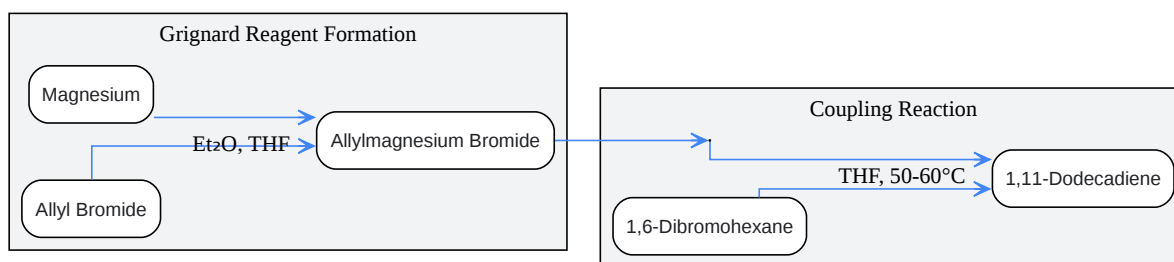 Grignard Reagent Formation
Magnesium
Et₂O, THF
Allylmagnesium Bromide
Allyl Bromide
Coupling Reaction
THF, 50-60°C
1,11-Dodecadiene
1,6-Dibromohexane